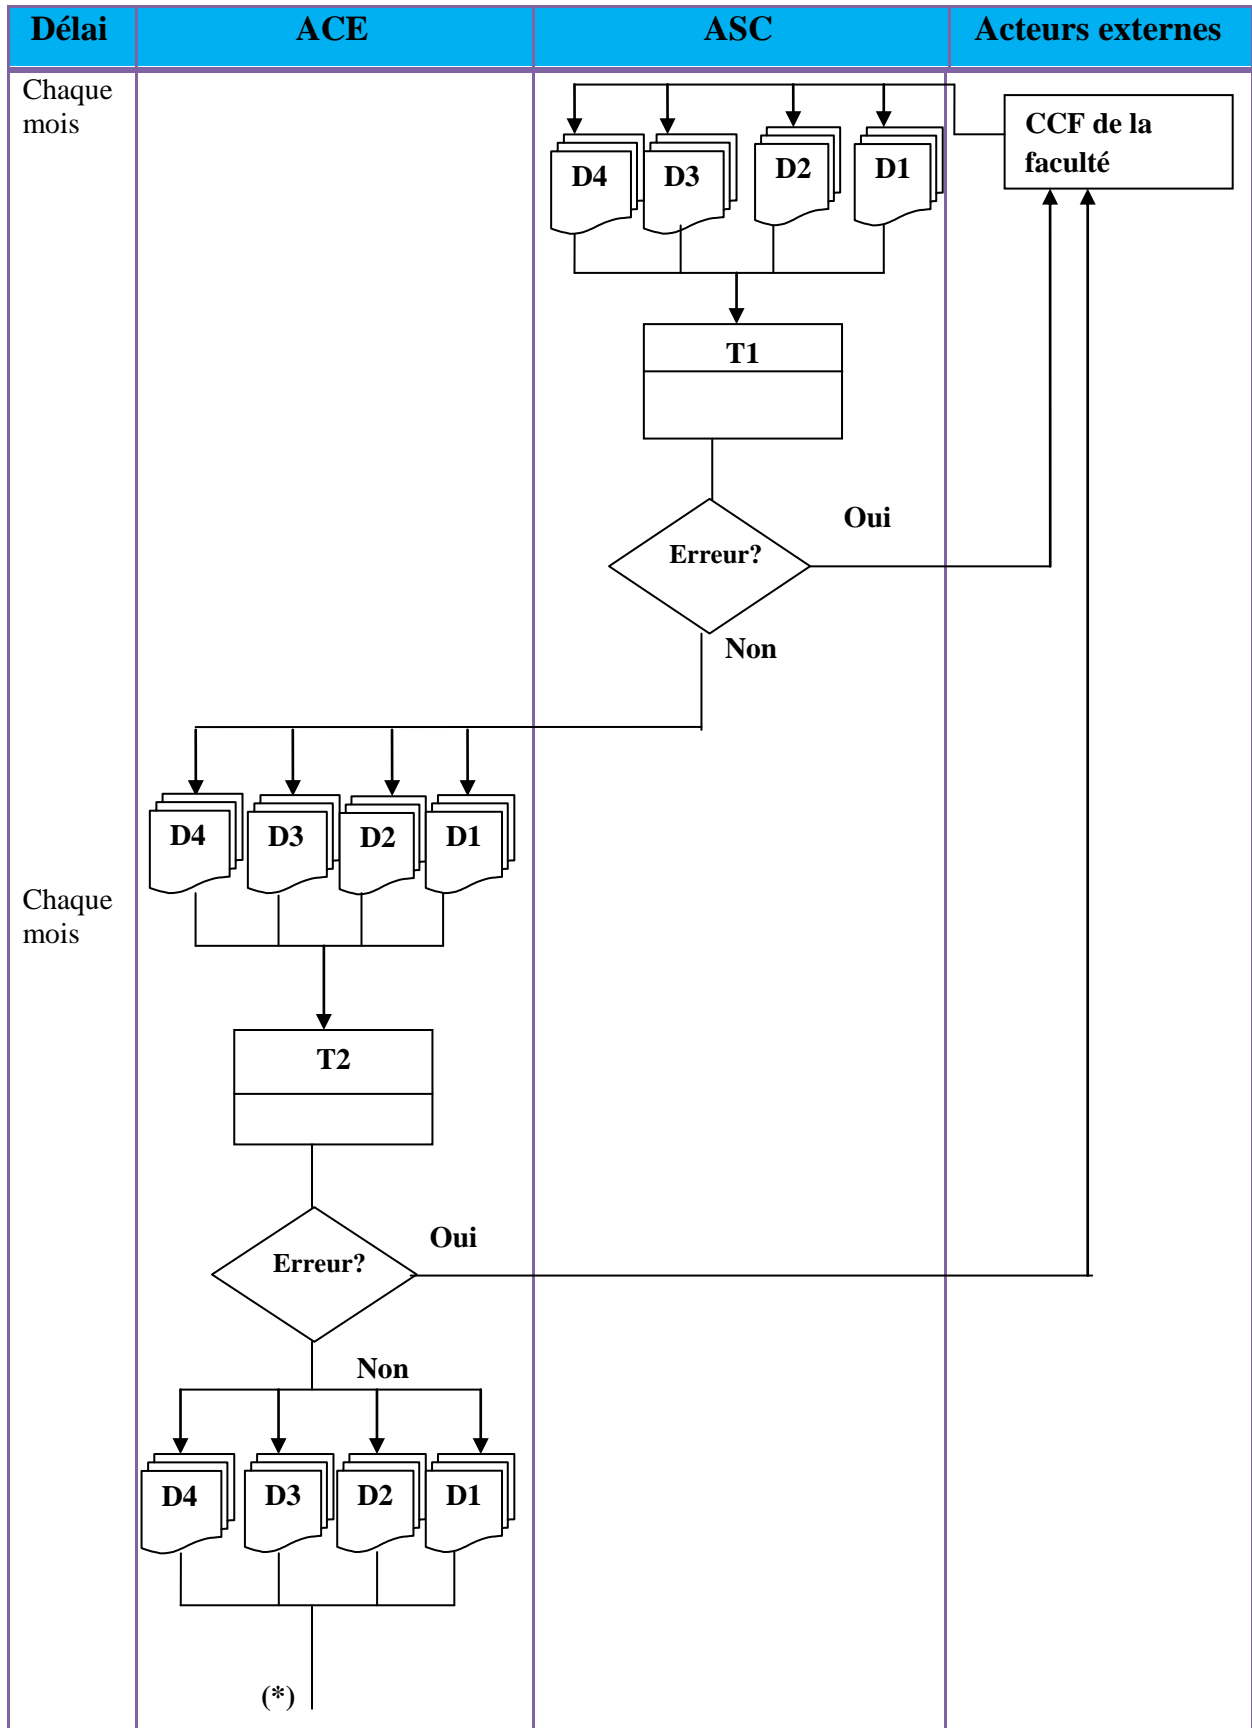 Délai
ACE
ASC
Acteurs externes
Chaque
mois
CCF de la
faculté
D4
D3
D2
D1
T1
Oui
Erreur?
Non
D4
D3
D2
D1
Chaque
mois
T2
Oui
Erreur?
Non
D4
D3
D2
D1
(*)